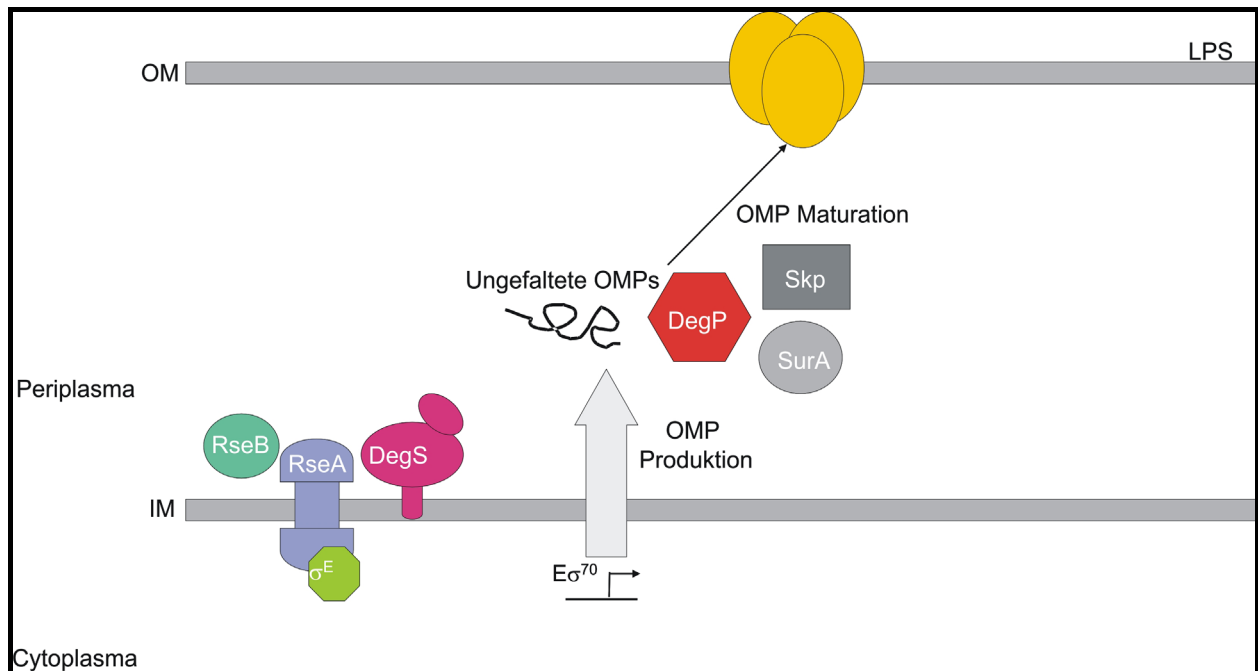 LPS
OM
OMP Maturation
Skp
Ungefaltete OMPs
DegP
SurA
Periplasma
RseB
RseA
DegS
OMP
Produktion
IM
σE
Eσ70
Cytoplasma